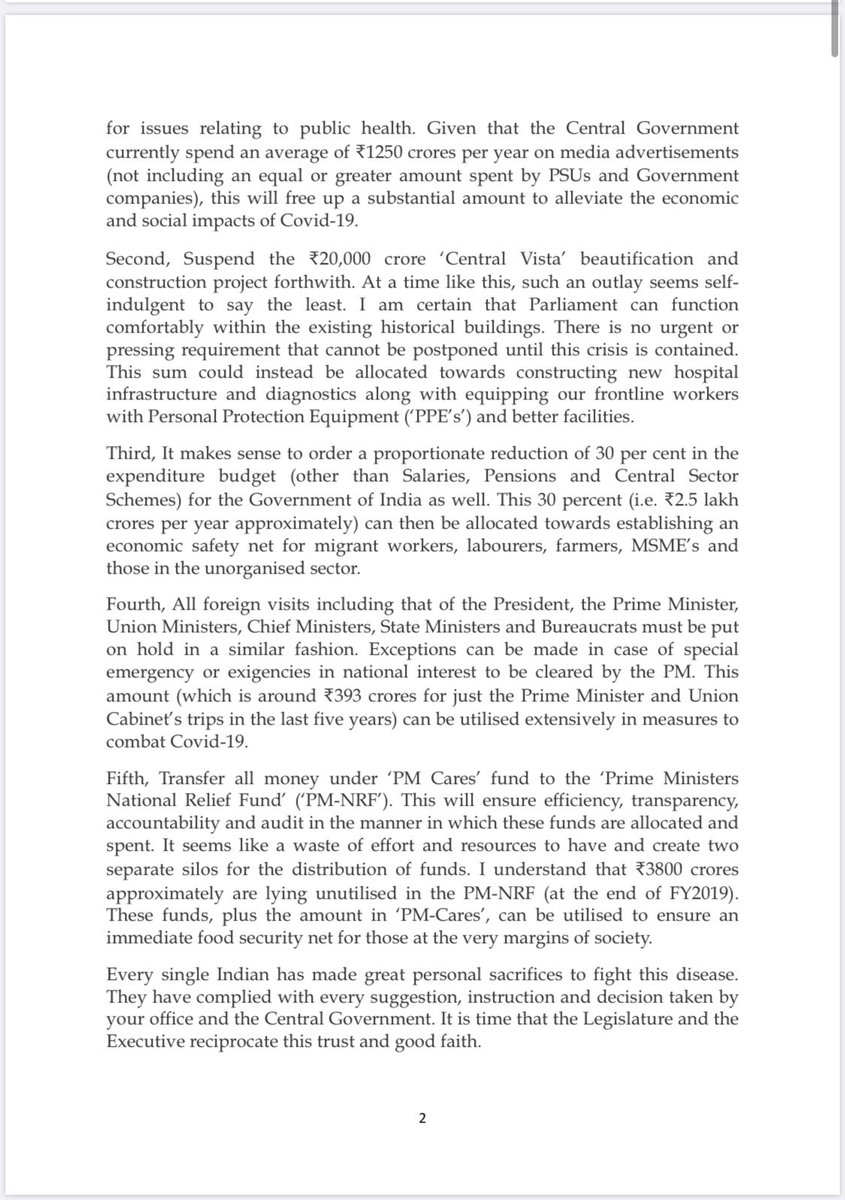 for issues relating to public health. Given that the Central Government
currently spend an average of ₹1250 crores per year on media advertisements
(not including an equal or greater amount spent by PSUs and Government
companies), this will free up a substantial amount to alleviate the economic
and social impacts of Covid-19.
Second, Suspend the ₹20,000 crore ‘Central Vista’ beautification and
construction project forthwith. At a time like this, such an outlay seems self-
indulgent to say the least. I am certain that Parliament can function
comfortably within the existing historical buildings. There is no urgent or
pressing requirement that cannot be postponed until this crisis is contained.
This sum could instead be allocated towards constructing new hospital
infrastructure and diagnostics along with equipping our frontline workers
with Personal Protection Equipment (‘PPE’s’) and better facilities.
Third, It makes sense to order a proportionate reduction of 30 per cent in the
expenditure budget (other than Salaries, Pensions and Central Sector
Schemes) for the Government of India as well. This 30 percent (i.e. ₹2.5 lakh
crores per year approximately) can then be allocated towards establishing an
economic safety net for migrant workers, labourers, farmers, MSME’s and
those in the unorganised sector.
Fourth, All foreign visits including that of the President, the Prime Minister,
Union Ministers, Chief Ministers, State Ministers and Bureaucrats must be put
on hold in a similar fashion. Exceptions can be made in case of special
emergency or exigencies in national interest to be cleared by the PM. This
amount (which is around ₹393 crores for just the Prime Minister and Union
Cabinet’s trips in the last five years) can be utilised extensively in measures to
combat Covid-19.
Fifth, Transfer all money under ‘PM Cares’ fund to the ‘Prime Ministers
National Relief Fund’ (‘PM-NRF’). This will ensure efficiency, transparency,
accountability and audit in the manner in which these funds are allocated and
spent. It seems like a waste of effort and resources to have and create two
separate silos for the distribution of funds. I understand that ₹3800 crores
approximately are lying unutilised in the PM-NRF (at the end of FY2019).
These funds, plus the amount in ‘PM-Cares’, can be utilised to ensure an
immediate food security net for those at the very margins of society.
Every single Indian has made great personal sacrifices to fight this disease.
They have complied with every suggestion, instruction and decision taken by
your office and the Central Government. It is time that the Legislature and the
Executive reciprocate this trust and good faith.
2